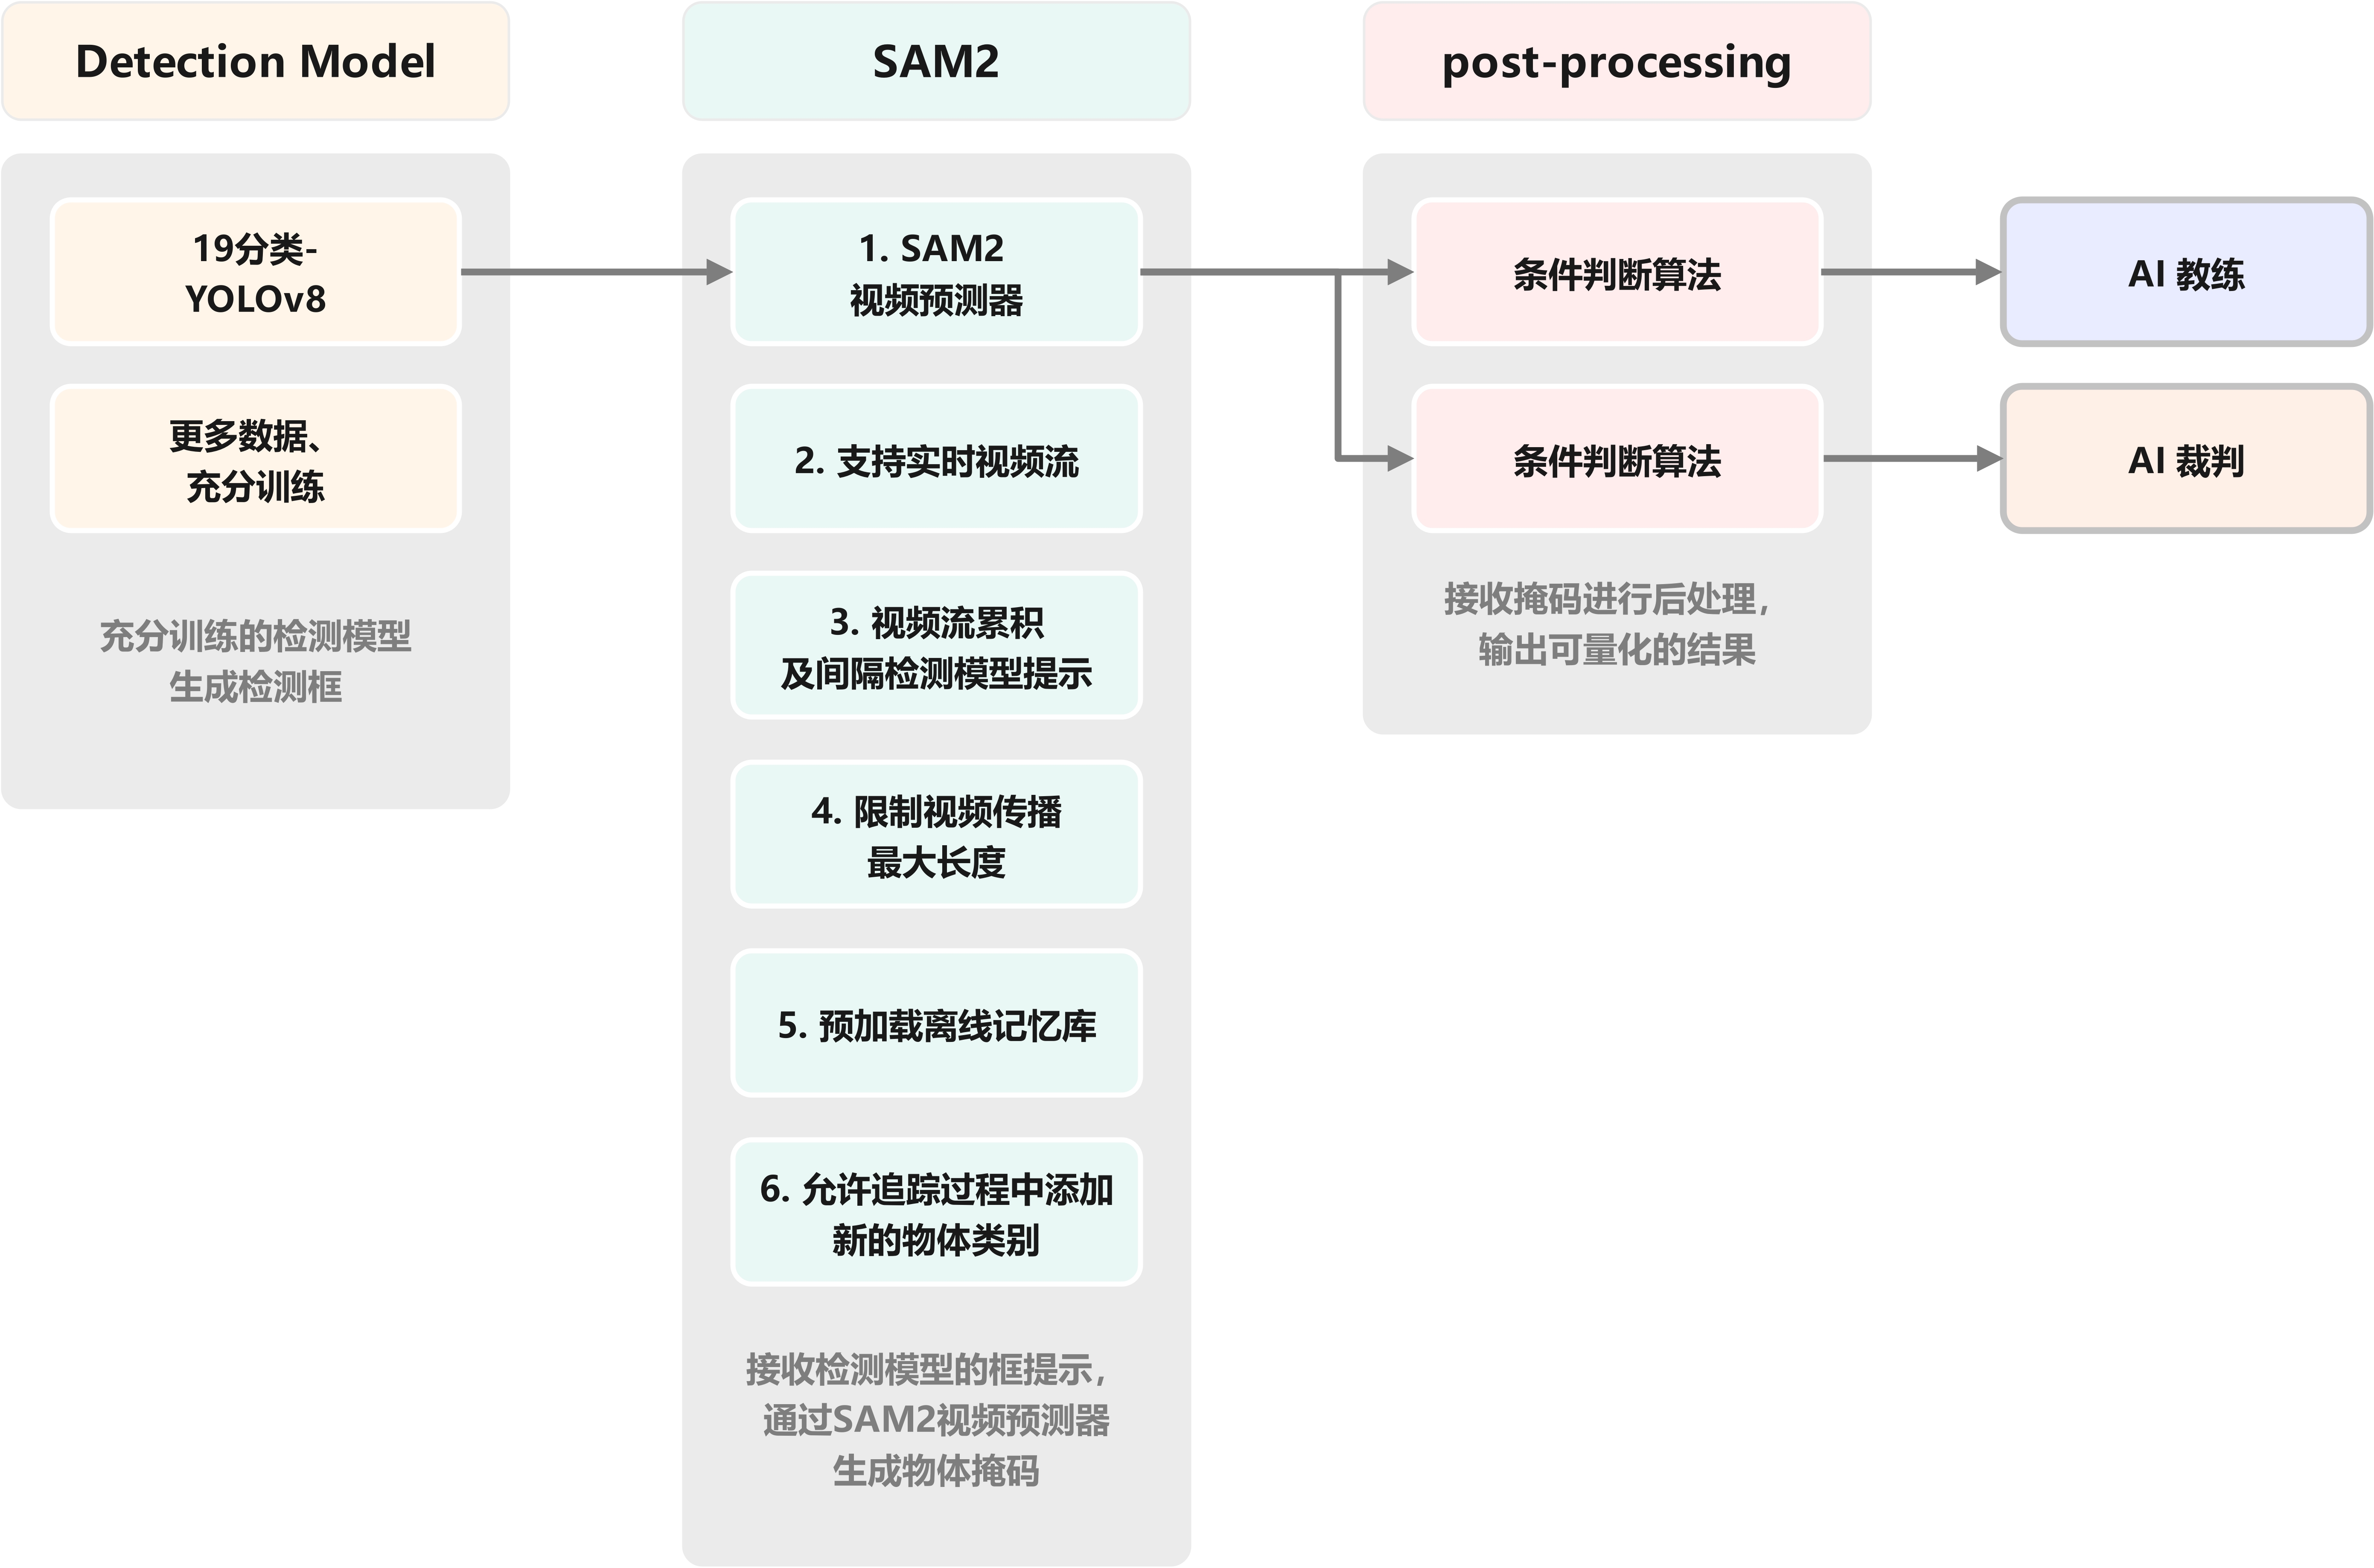 Detection Model
19分类-
YOLOv8
更多数据、
充分训练
充分训练的检测模型
生成检测框
SAM2
1. SAM2
视频预测器
2. 支持实时视频流
3. 视频流累积
及间隔检测模型提示
4. 限制视频传播
最大长度
5. 预加载离线记忆库
6. 允许追踪过程中添加
新的物体类别
接收检测模型的框提示，
通过SAM2视频预测器
生成物体掩码
post-processing
条件判断算法
条件判断算法
接收掩码进行后处理，
输出可量化的结果
AI 教练
AI 裁判